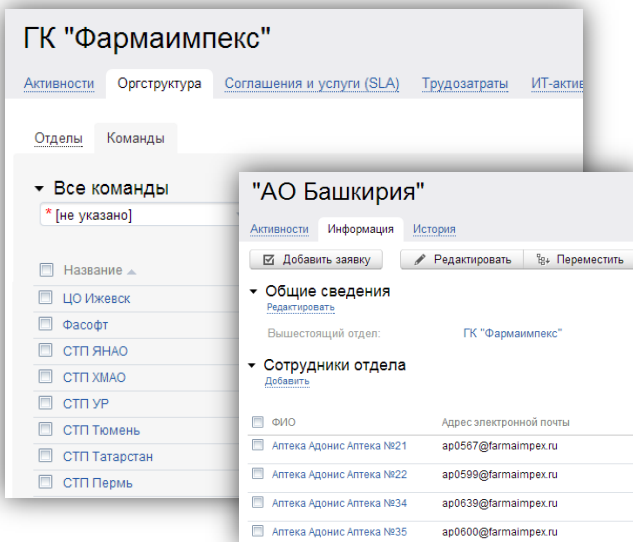 ГК "Фармаимпекс"
Активности Оргструктура Соглашения и услуги (SLA) Трудозатраты
Отделы Команды
Все команды
* [не указано]
Название
ЦО Ижевск
Фасофт
СТП ЯНАО
СТП ХМАО
СТП УР
СТП Тюмень
СТП Татарстан
СТП Пермь
"АО Башкирия"
Активности Информация История
Добавить заявку Редактировать Переместить
Общие сведения
Редактировать
Вышестоящий отдел: ГК "Фармаимпекс"
Сотрудники отдела
Добавить
ФИО Адрес электронной почты
Аптека Адонис Аптека №21 ap0567@farmaimpex.ru
Аптека Адонис Аптека №22 ap0599@farmaimpex.ru
Аптека Адонис Аптека №34 ap0639@farmaimpex.ru
Аптека Адонис Аптека №35 ap0600@farmaimpex.ru